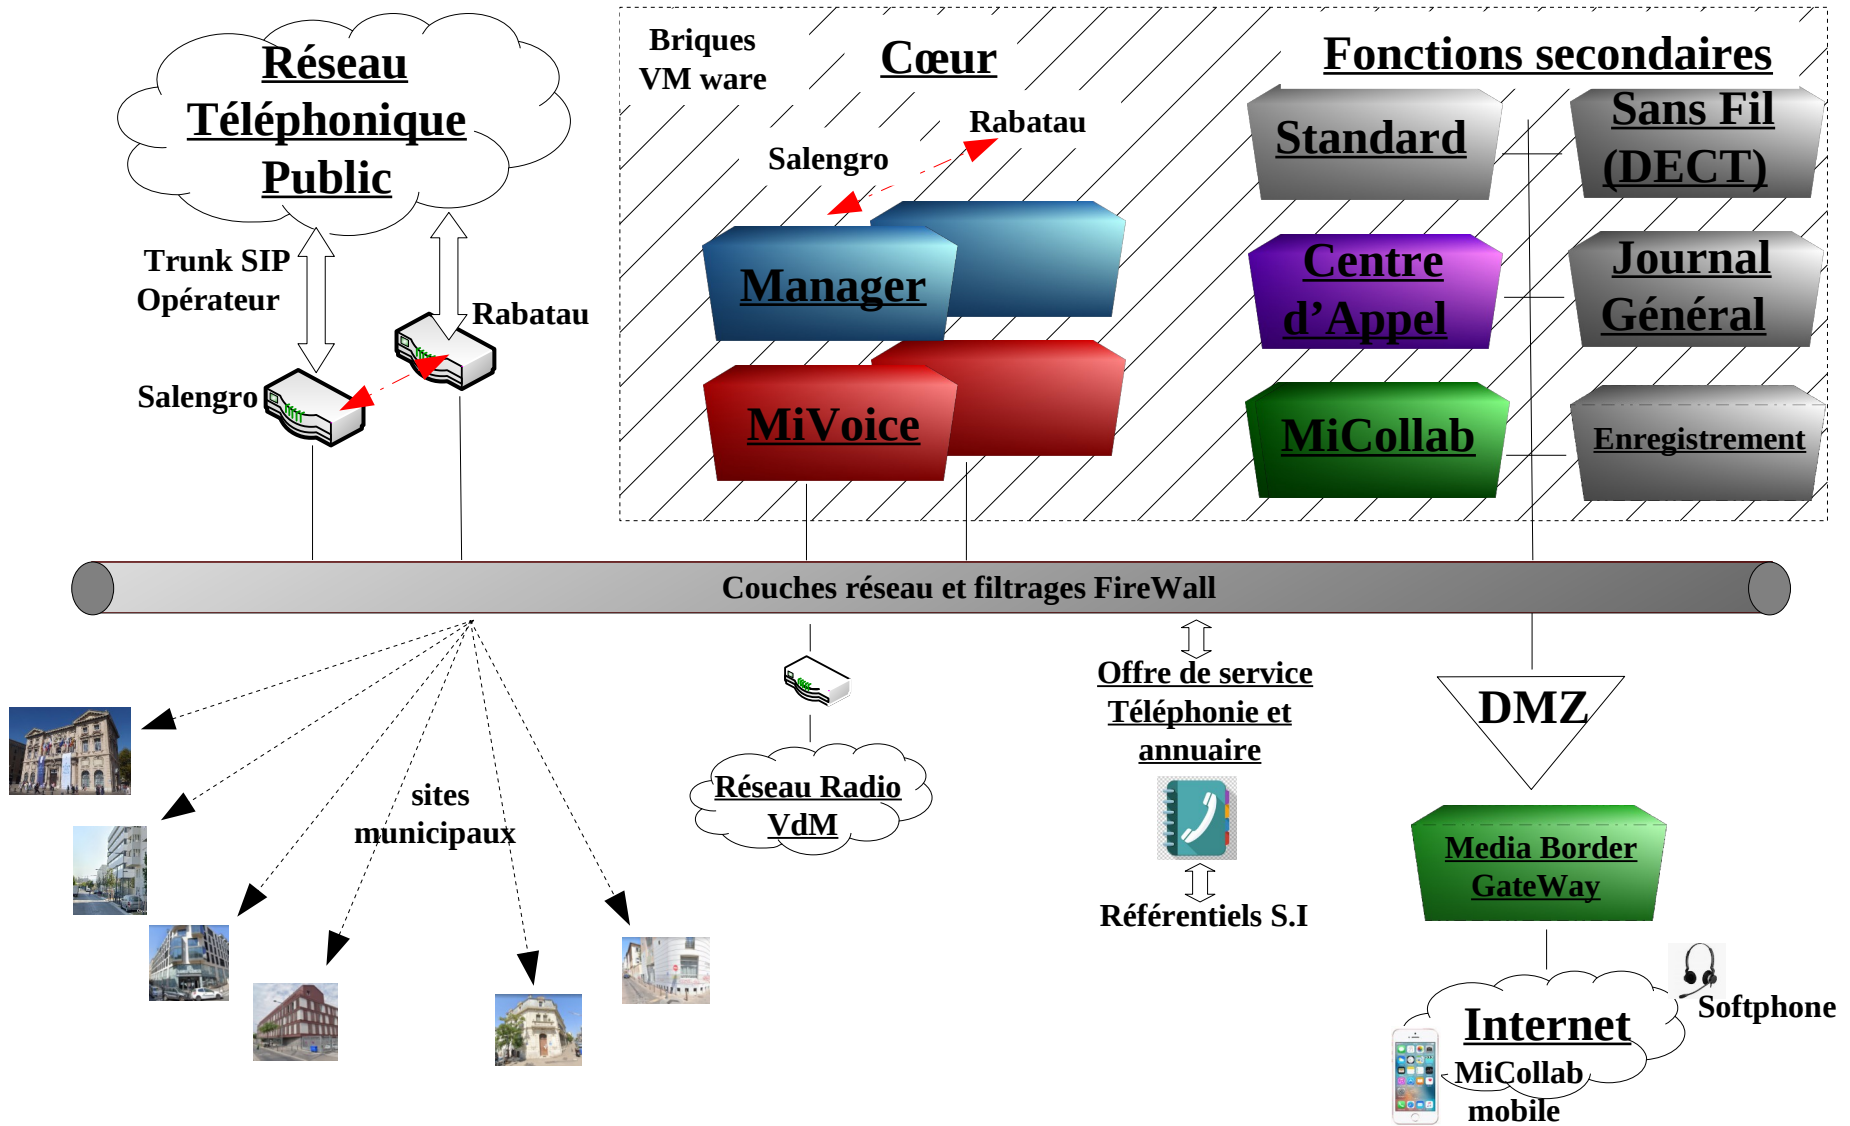 Réseau
Téléphonique
Public
Trunk SIP
Opérateur
Rabatau
Salengro
Briques
VM ware
Cœur
Rabatau
Salengro
Manager
MiVoice
Fonctions secondaires
Standard
Sans Fil
(DECT)
Centre
d’Appel
Journal
Général
MiCollab
Enregistrement
Couches réseau et filtrages FireWall
sites
municipaux
Réseau Radio
VdM
Offre de service
Téléphonie et
annuaire
Référentiels S.I
DMZ
Media Border
GateWay
Internet
Softphone
MiCollab
mobile